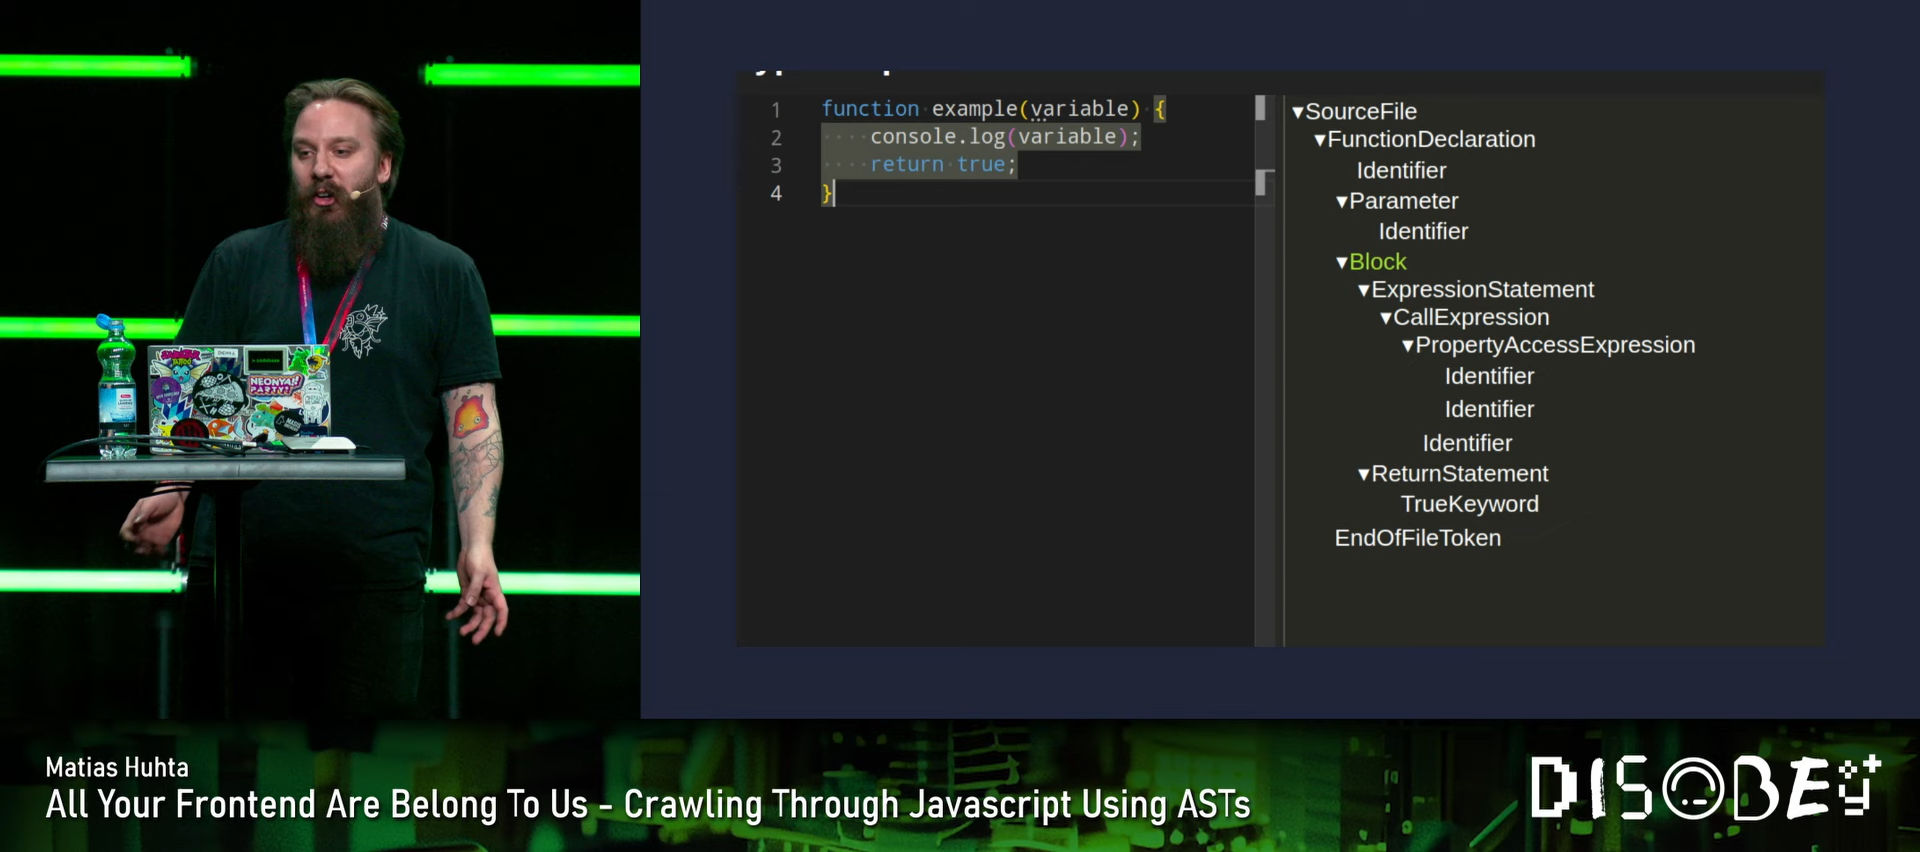 1 function example(variable) {
2 console.log(variable);
3 return true;
4 }
▼SourceFile
▼FunctionDeclaration
Identifier
▼Parameter
Identifier
▼Block
▼ExpressionStatement
▼CallExpression
▼PropertyAccessExpression
Identifier
Identifier
Identifier
▼ReturnStatement
TrueKeyword
EndOfFileToken
NEONYA!!
PARTY!
Matias Huhta
All Your Frontend Are Belong To Us - Crawling Through Javascript Using ASTs
DISOBEY